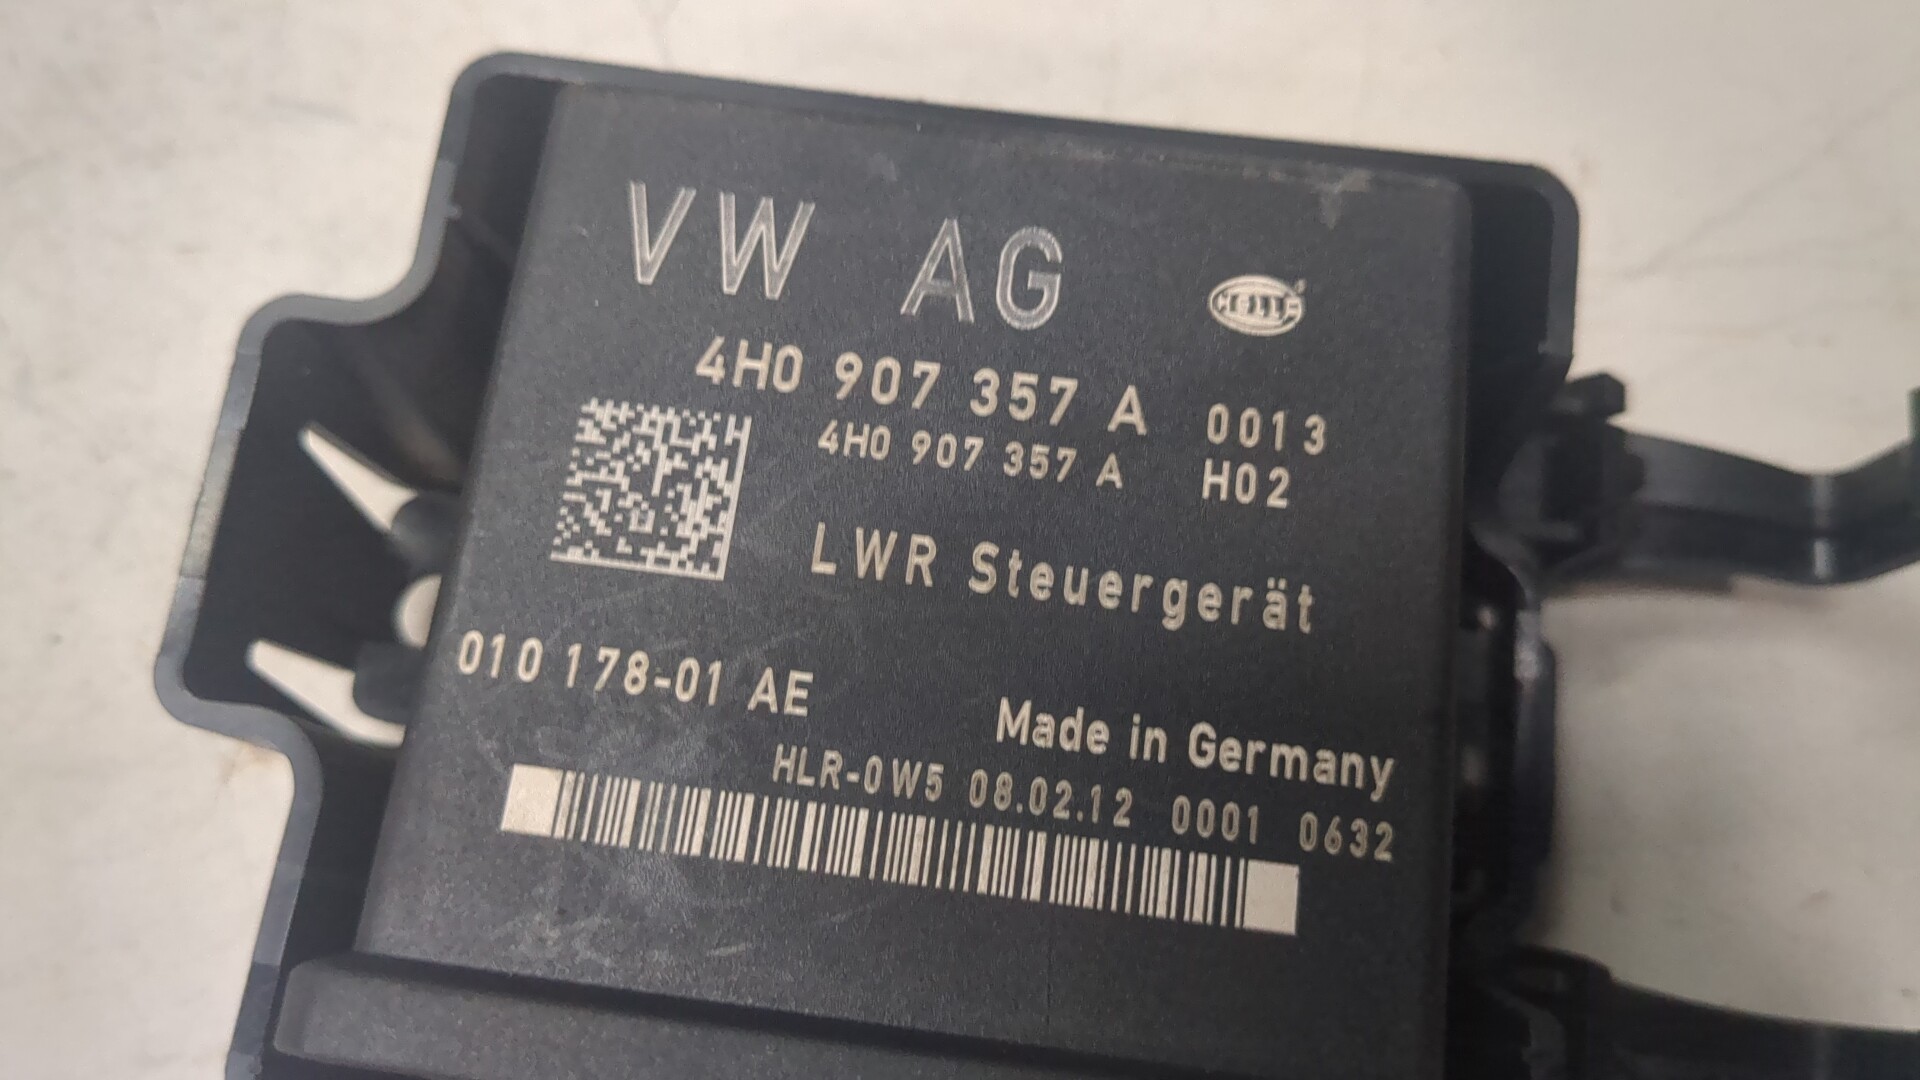 VW AG
HELLA
4H0 907 357 A 0013
4H0 907 357 A H02
LWR Steuergerät
010 178-01 AE
Made in Germany
HLR-0W5 08.02.12 0001 0632